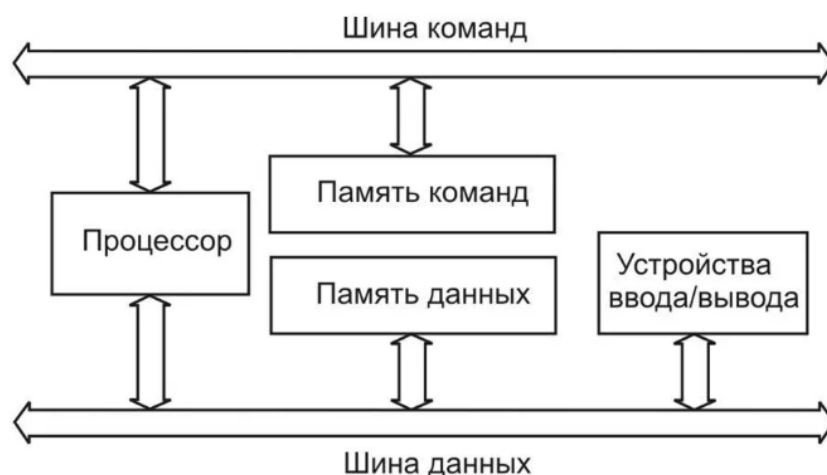 Шина команд
Память команд
Процессор
Память данных
Устройства
ввода/вывода
Шина данных